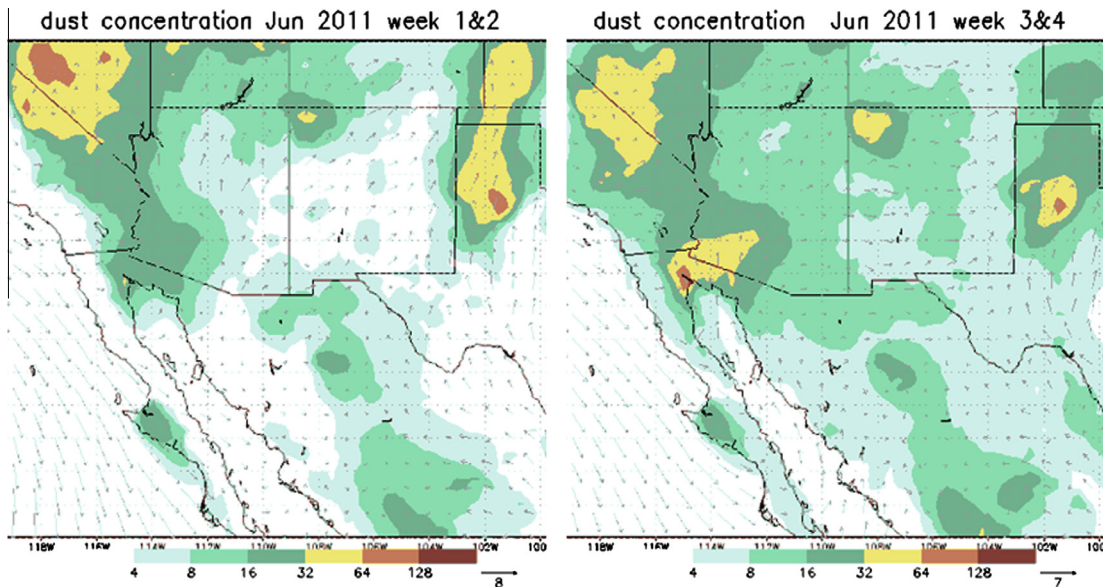 dust concentration Jun 2011 week 1&2
dust concentration Jun 2011 week 3&4
118W 116W 114W 112W 110W 108W 106W 104W 102W 100
118W 116W 114W 112W 110W 108W 106W 104W 102W 100
4 8 16 32 64 128
8
4 8 16 32 64 128
7